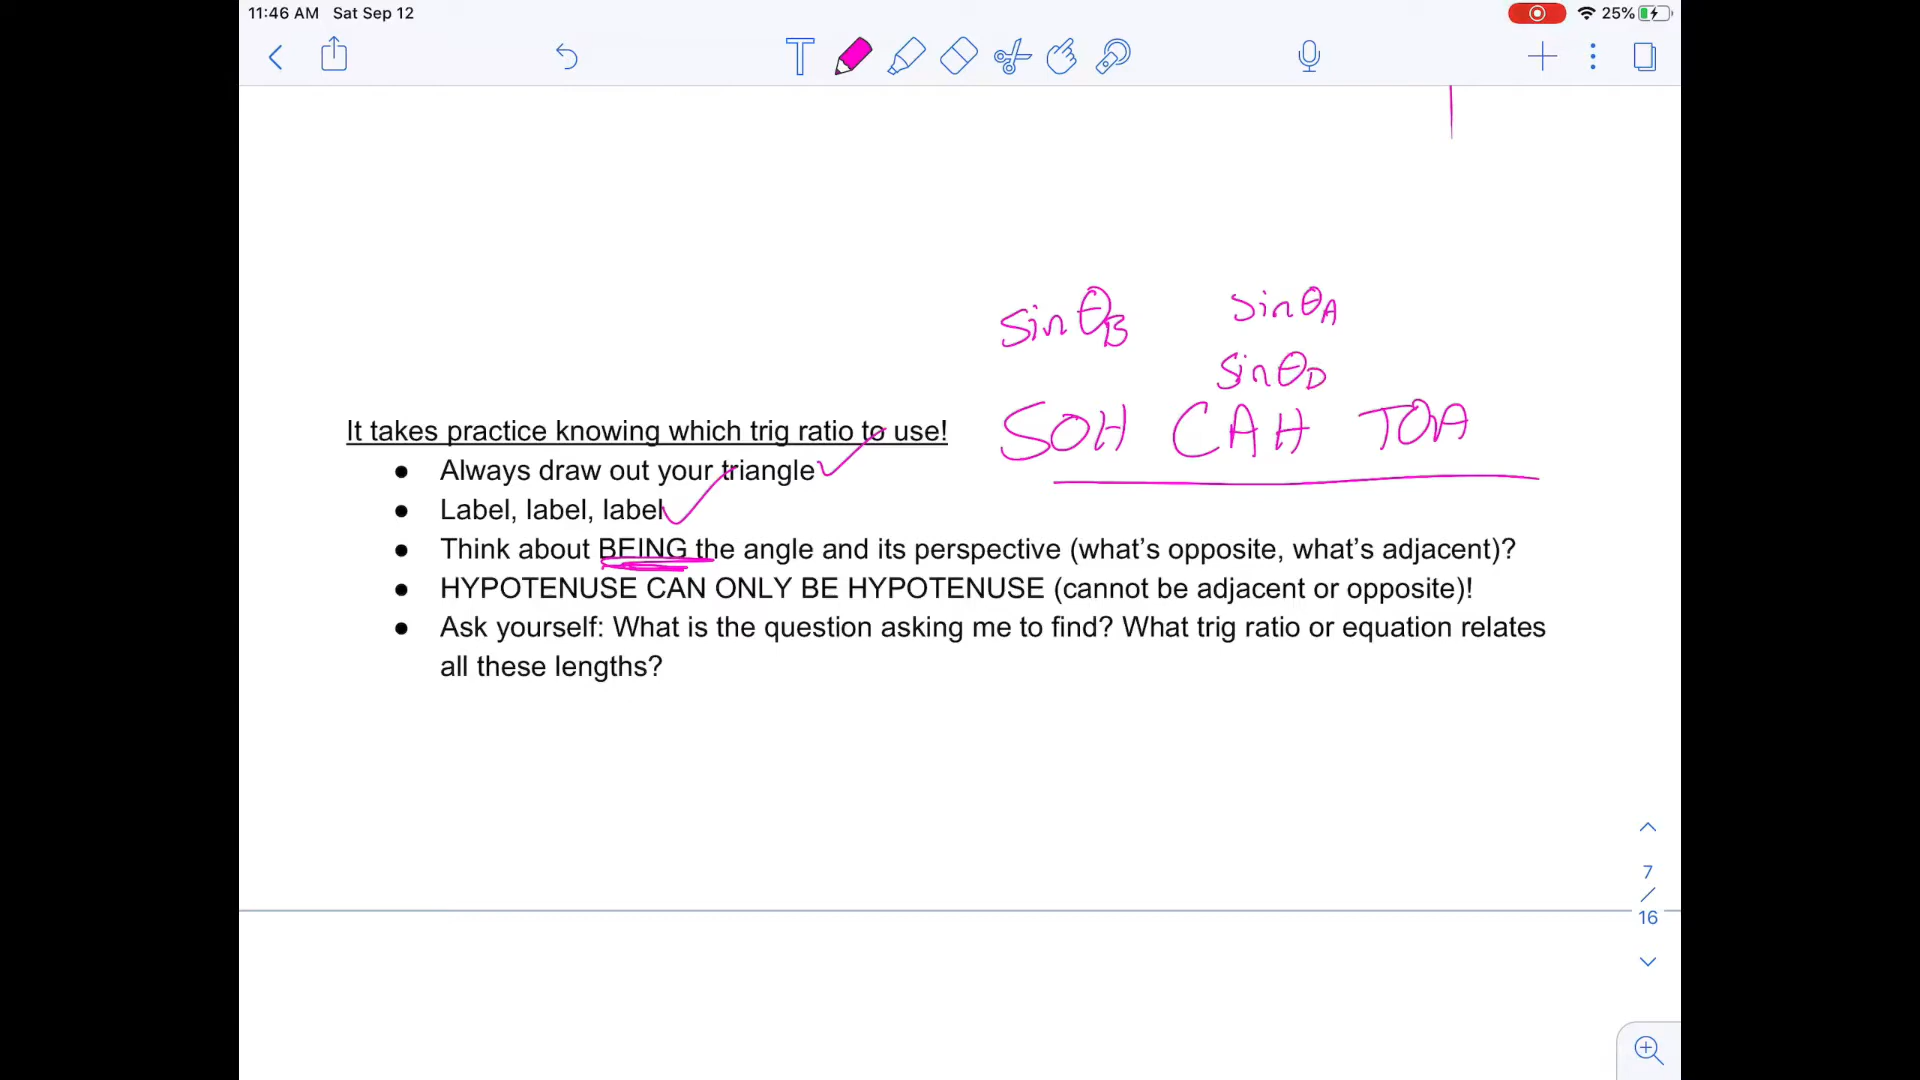 11:46 AM Sat Sep 12
25%
T
sinθB sinθA
sinθD
SOH CAH TOA
It takes practice knowing which trig ratio to use!
● Always draw out your triangle
● Label, label, label
● Think about BEING the angle and its perspective (what's opposite, what's adjacent)?
● HYPOTENUSE CAN ONLY BE HYPOTENUSE (cannot be adjacent or opposite)!
● Ask yourself: What is the question asking me to find? What trig ratio or equation relates
all these lengths?
7
/
16